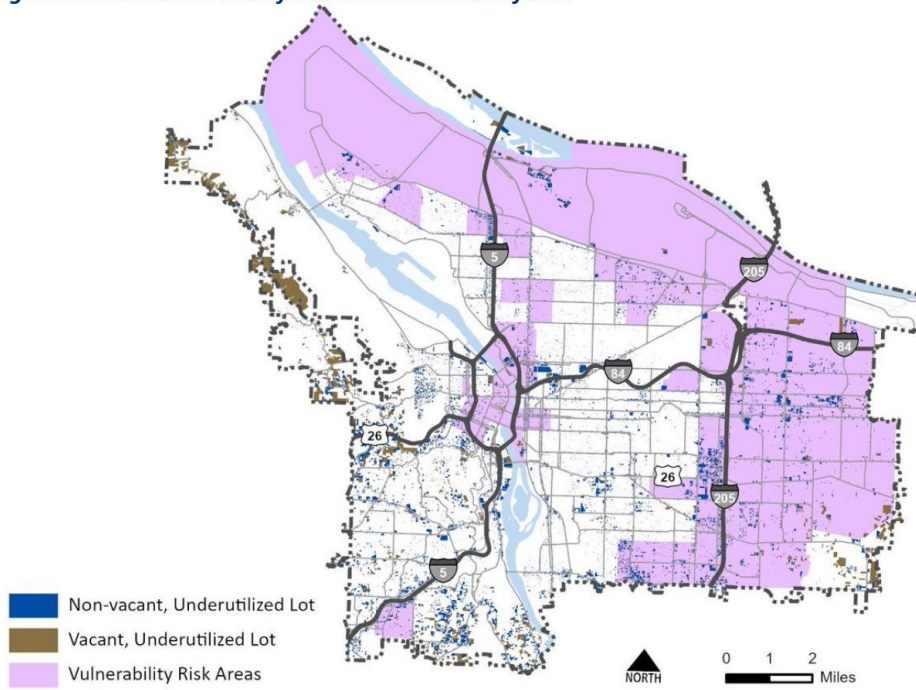 5
205
84
84
26
26
205
5
Non-vacant, Underutilized Lot
Vacant, Underutilized Lot
Vulnerability Risk Areas
NORTH
0 1 2
Miles